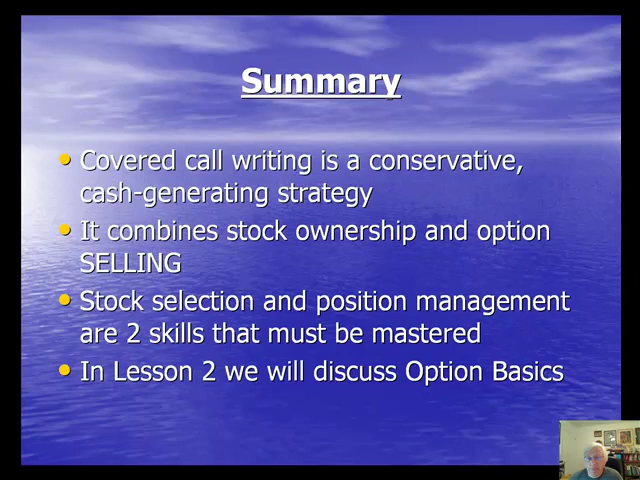 Summary
Covered call writing is a conservative,
cash-generating strategy
It combines stock ownership and option
SELLING
Stock selection and position management
are 2 skills that must be mastered
In Lesson 2 we will discuss Option Basics